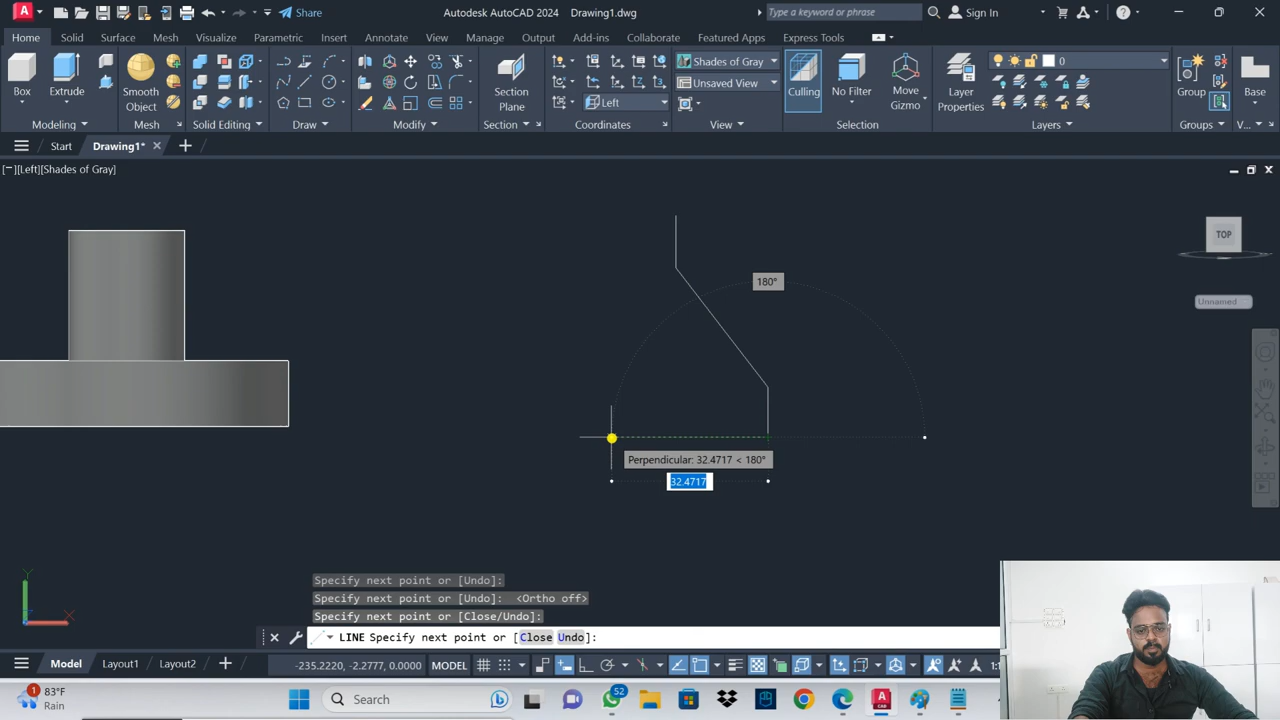 Share
Autodesk AutoCAD 2024 Drawing1.dwg
Type a keyword or phrase
Sign In
Home Solid Surface Mesh Visualize Parametric Insert Annotate View Manage Output Add-ins Collaborate Featured Apps Express Tools
Box
Extrude
Smooth
Object
Section
Plane
Left
Shades of Gray
Unsaved View
Culling
No Filter
Move
Gizmo
Layer
Properties
0
Group
Base
Modeling
Mesh
Solid Editing
Draw
Modify
Section
Coordinates
View
Selection
Layers
Groups
V...
Start
Drawing1*
[−][Left][Shades of Gray]
TOP
Unnamed
180°
Perpendicular: 32.4717 < 180°
32.4717
Y
X
Specify next point or [Undo]:
Specify next point or [Undo]: <Ortho off>
Specify next point or [Close/Undo]:
LINE Specify next point or [Close Undo]:
Model Layout1 Layout2
-235.2220, -2.2777, 0.0000 MODEL
1
83°F
Rain
Search
52
CAD